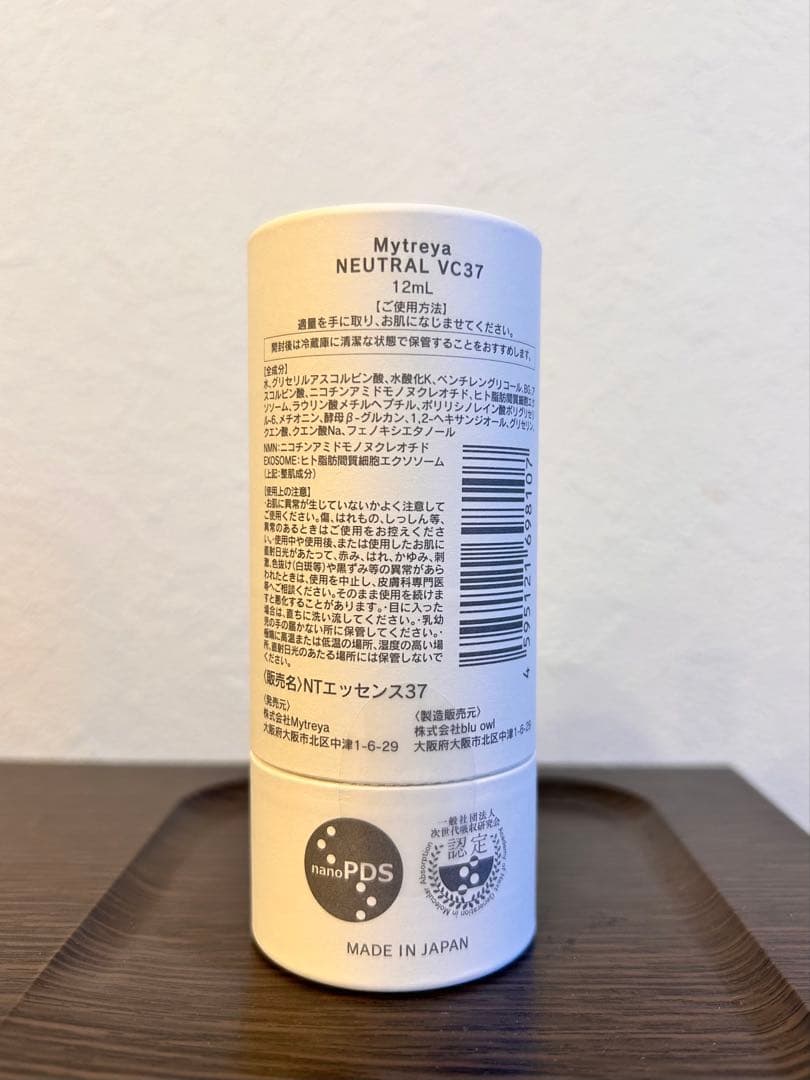 Mytreya
NEUTRAL VC37
12mL
【ご使用方法】
適量を手に取り、お肌になじませてください。
開封後は冷蔵庫に清潔な状態で保管することをおすすめします。
【全成分】
水、グリセリルアスコルビン酸、水酸化K、ペンチレングリコール、BG、ア
スコルビン酸、ニコチンアミドモノヌクレオチド、ヒト脂肪間質細胞エク
ソソーム、ラウリン酸メチルヘプチル、ポリリシノレイン酸ポリグリセリ
ル-6、メチオニン、酵母β-グルカン、1,2-ヘキサンジオール、グリセリン、
クエン酸、クエン酸Na、フェノキシエタノール
NMN:ニコチンアミドモノヌクレオチド
EXOSOME:ヒト脂肪間質細胞エクソソーム
(上記:整肌成分)
【使用上の注意】
・お肌に異常が生じていないかよく注意して
ご使用ください。傷、はれもの、しっしん等、
異常のあるときはご使用をお控えくださ
い。・使用中や使用後、または使用したお肌に
直射日光があたって、赤み、はれ、かゆみ、刺
激、色抜け(白斑等)や黒ずみ等の異常があら
われたときは、使用を中止し、皮膚科専門医
等へご相談ください。そのまま使用を続けま
すと悪化することがあります。・目に入った
場合は、直ちに洗い流してください。・乳幼
児の手の届かない所に保管してください。・
極端に高温または低温の場所、湿度の高い場
所、直射日光のあたる場所には保管しないで
ください。
4 595121 698107
〈販売名〉NTエッセンス37
〈発売元〉
株式会社Mytreya
大阪府大阪市北区中津1-6-29
〈製造販売元〉
株式会社blu owl
大阪府大阪市北区中津1-6-29
nanoPDS
一般社団法人
次世代吸収研究会
認定
Academy of Next Generation in Molecular Absorption
MADE IN JAPAN